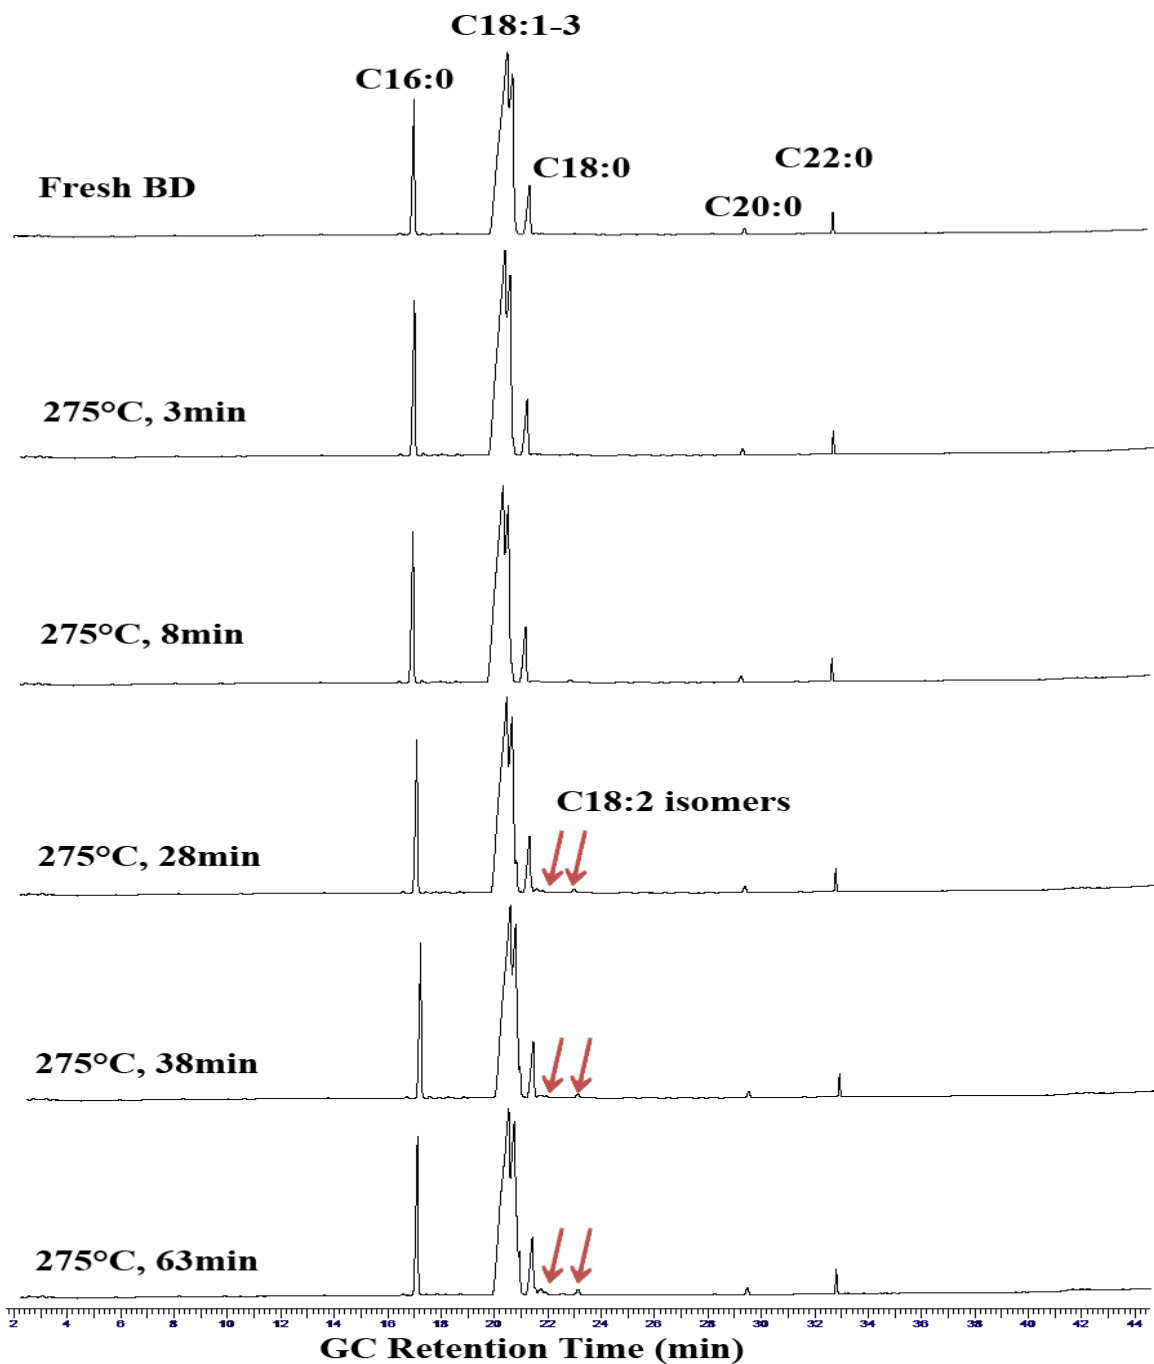 C18:1-3
C16:0
C18:0
C22:0
Fresh BD
C20:0
275°C, 3min
275°C, 8min
C18:2 isomers
275°C, 28min
275°C, 38min
275°C, 63min
2 4 6 8 10 12 14 16 18 20 22 24 26 28 30 32 34 36 38 40 42 44
GC Retention Time (min)